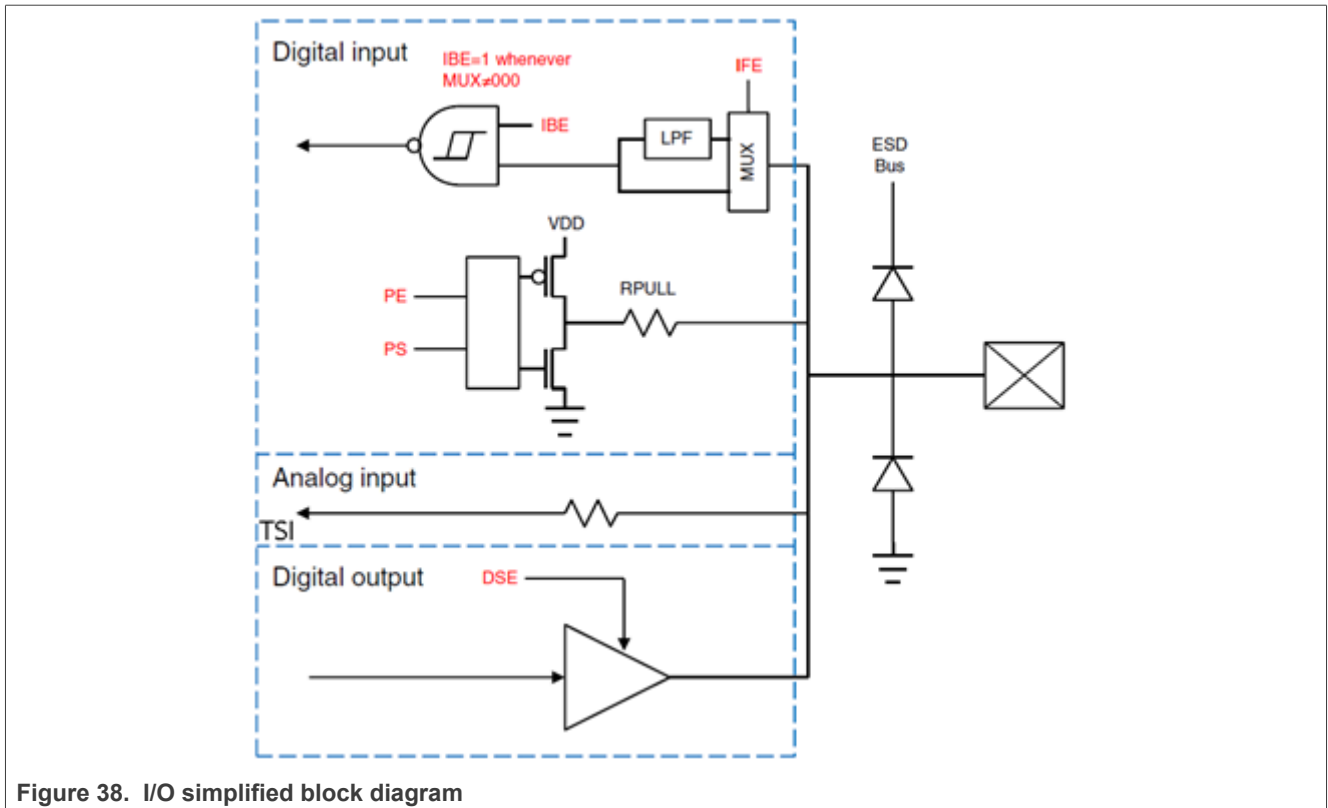 Digital input
IBE=1 whenever
MUX≠000
IFE
IBE
LPF
MUX
ESD
Bus
VDD
PE
RPULL
PS
Analog input
TSI
Digital output
DSE
Figure 38. I/O simplified block diagram